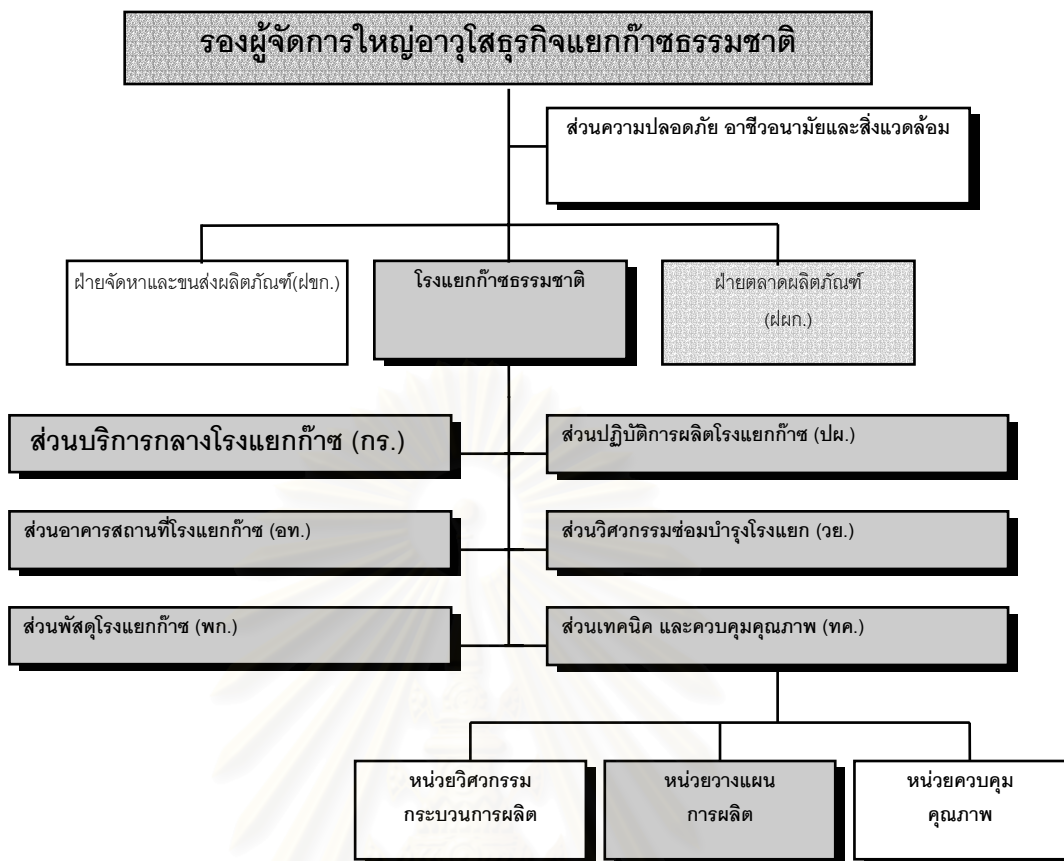 รองผู้จัดการใหญ่อาวุโสธุรกิจแยกก๊าซธรรมชาติ
ส่วนความปลอดภัย อาชีวอนามัยและสิ่งแวดล้อม
ฝ่ายจัดหาและขนส่งผลิตภัณฑ์(ฝขก.)
โรงแยกก๊าซธรรมชาติ
ฝ่ายตลาดผลิตภัณฑ์
(ฝผก.)
ส่วนบริการกลางโรงแยกก๊าซ (กร.)
ส่วนปฏิบัติการผลิตโรงแยกก๊าซ (ปผ.)
ส่วนอาคารสถานที่โรงแยกก๊าซ (อท.)
ส่วนวิศวกรรมซ่อมบำรุงโรงแยก (วย.)
ส่วนพัสดุโรงแยกก๊าซ (พก.)
ส่วนเทคนิค และควบคุมคุณภาพ (ทค.)
หน่วยวิศวกรรม
กระบวนการผลิต
หน่วยวางแผน
การผลิต
หน่วยควบคุม
คุณภาพ